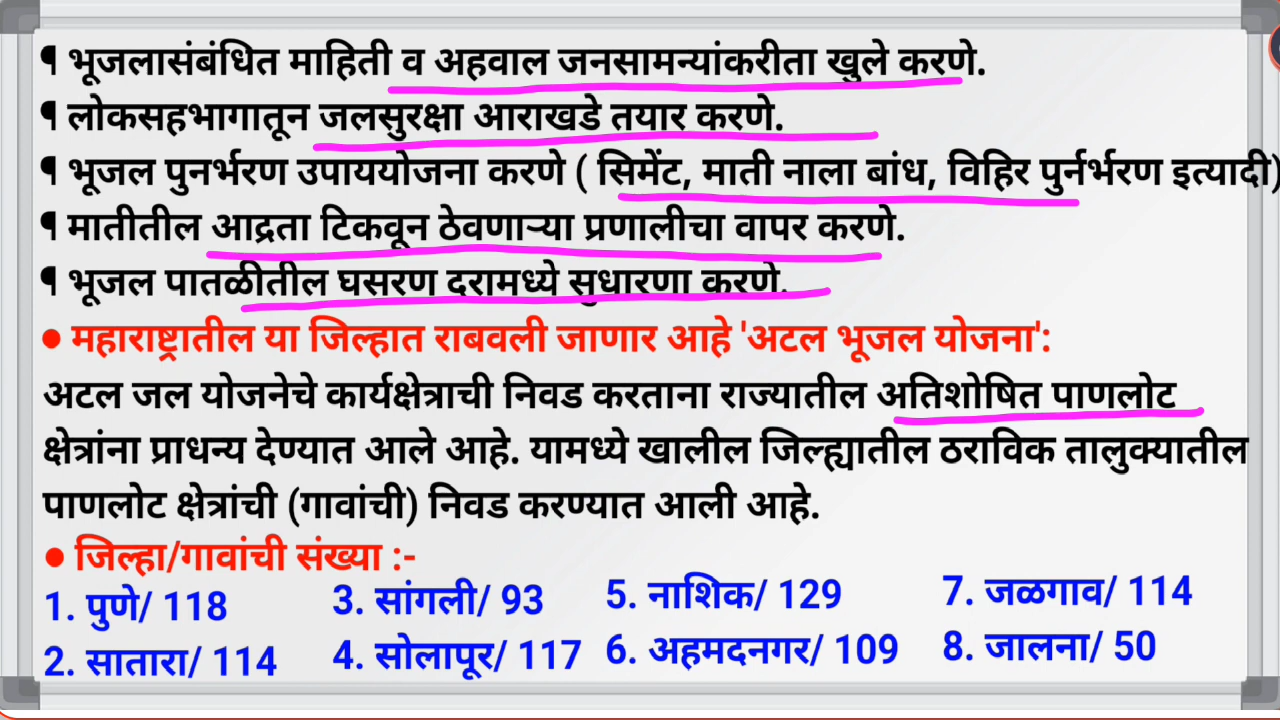 ¶ भूजलासंबंधित माहिती व अहवाल जनसामन्यांकरीता खुले करणे.
¶ लोकसहभागातून जलसुरक्षा आराखडे तयार करणे.
¶ भूजल पुनर्भरण उपाययोजना करणे ( सिमेंट, माती नाला बांध, विहिर पुर्नर्भरण इत्यादी)
¶ मातीतील आद्रता टिकवून ठेवणाऱ्या प्रणालीचा वापर करणे.
¶ भूजल पातळीतील घसरण दरामध्ये सुधारणा करणे.
● महाराष्ट्रातील या जिल्हात राबवली जाणार आहे 'अटल भूजल योजना':
अटल जल योजनेचे कार्यक्षेत्राची निवड करताना राज्यातील अतिशोषित पाणलोट
क्षेत्रांना प्राधन्य देण्यात आले आहे. यामध्ये खालील जिल्ह्यातील ठराविक तालुक्यातील
पाणलोट क्षेत्रांची (गावांची) निवड करण्यात आली आहे.
● जिल्हा/गावांची संख्या :-
1. पुणे/ 118
2. सातारा/ 114
3. सांगली/ 93
4. सोलापूर/ 117
5. नाशिक/ 129
6. अहमदनगर/ 109
7. जळगाव/ 114
8. जालना/ 50